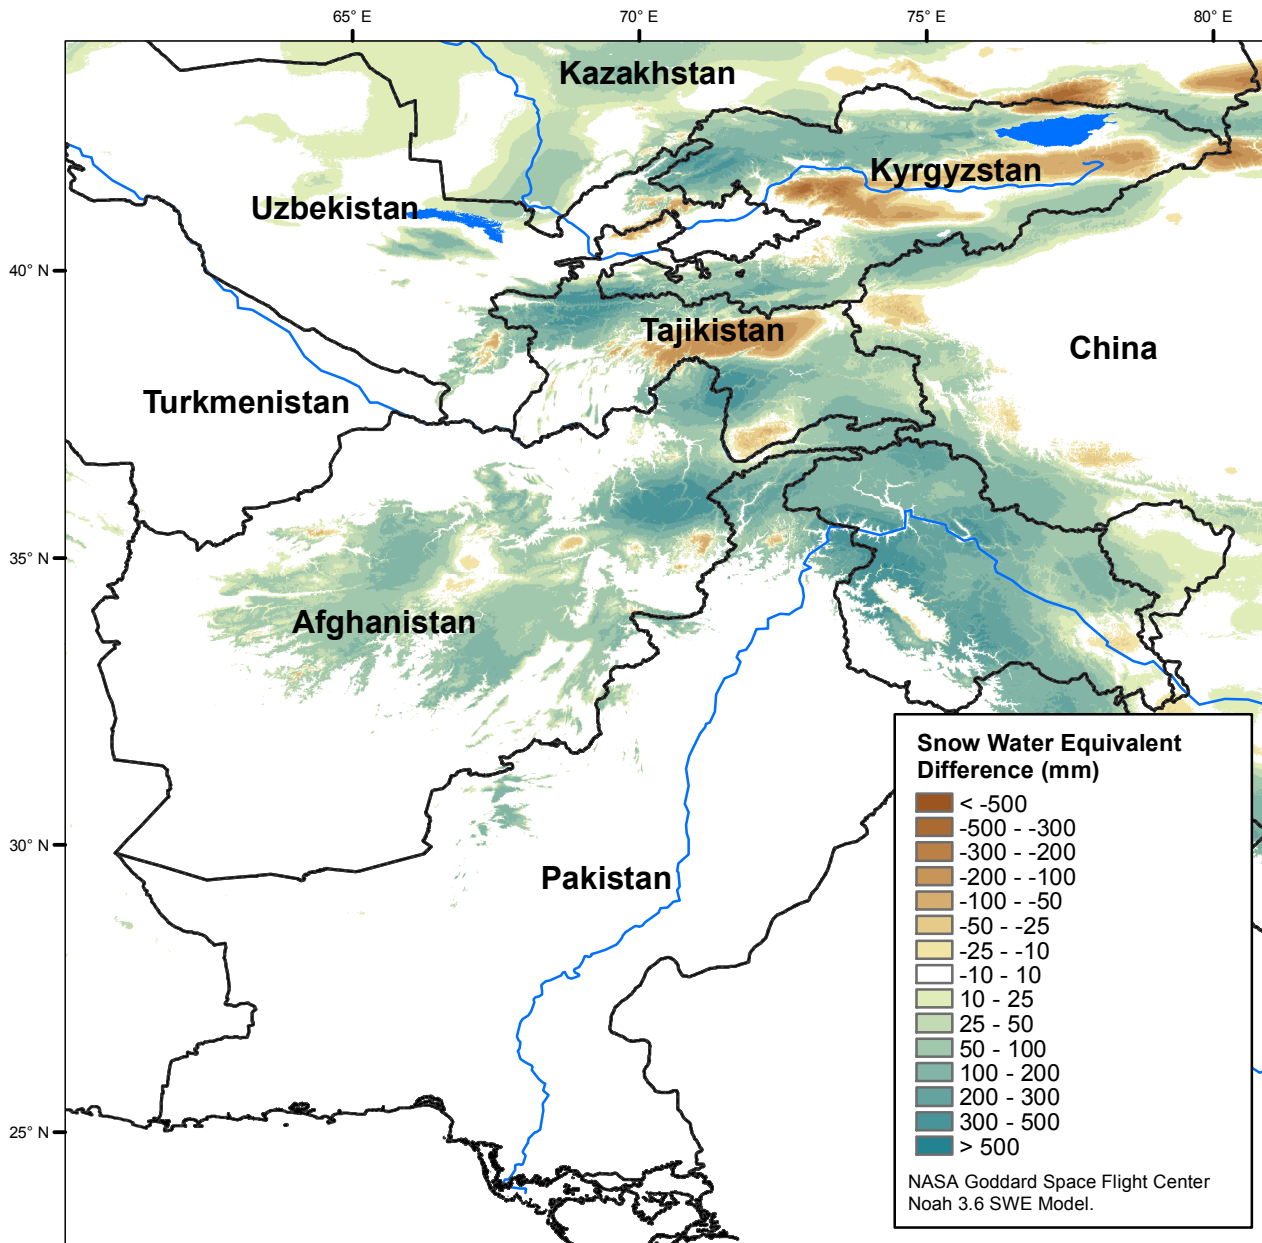 65° E
70° E
75° E
80° E
Kazakhstan
Kyrgyzstan
Uzbekistan
40° N
Tajikistan
China
Turkmenistan
35° N
Afghanistan
Snow Water Equivalent
Difference (mm)
< -500
-500 - -300
-300 - -200
-200 - -100
-100 - -50
-50 - -25
-25 - -10
-10 - 10
10 - 25
25 - 50
50 - 100
100 - 200
200 - 300
300 - 500
> 500
30° N
Pakistan
25° N
NASA Goddard Space Flight Center
Noah 3.6 SWE Model.